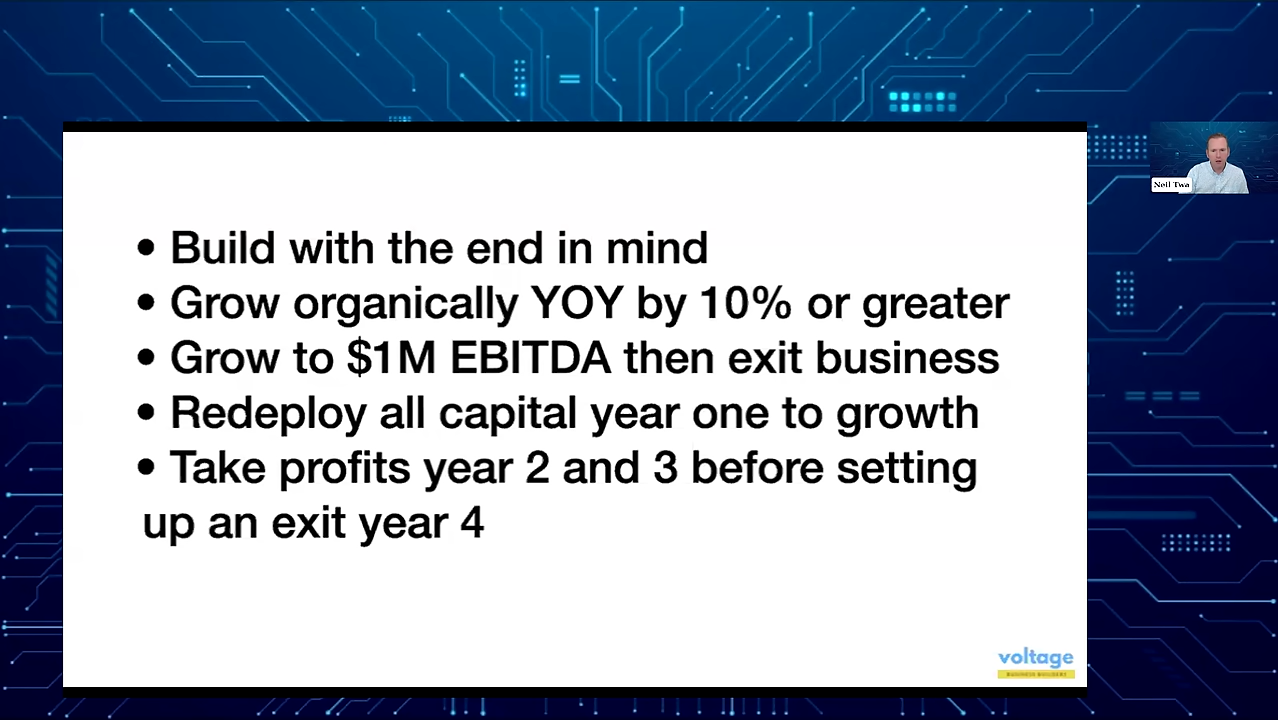 • Build with the end in mind
• Grow organically YOY by 10% or greater
• Grow to $1M EBITDA then exit business
• Redeploy all capital year one to growth
• Take profits year 2 and 3 before setting
up an exit year 4
Neil Twa
voltage
BUSINESS BUILDERS